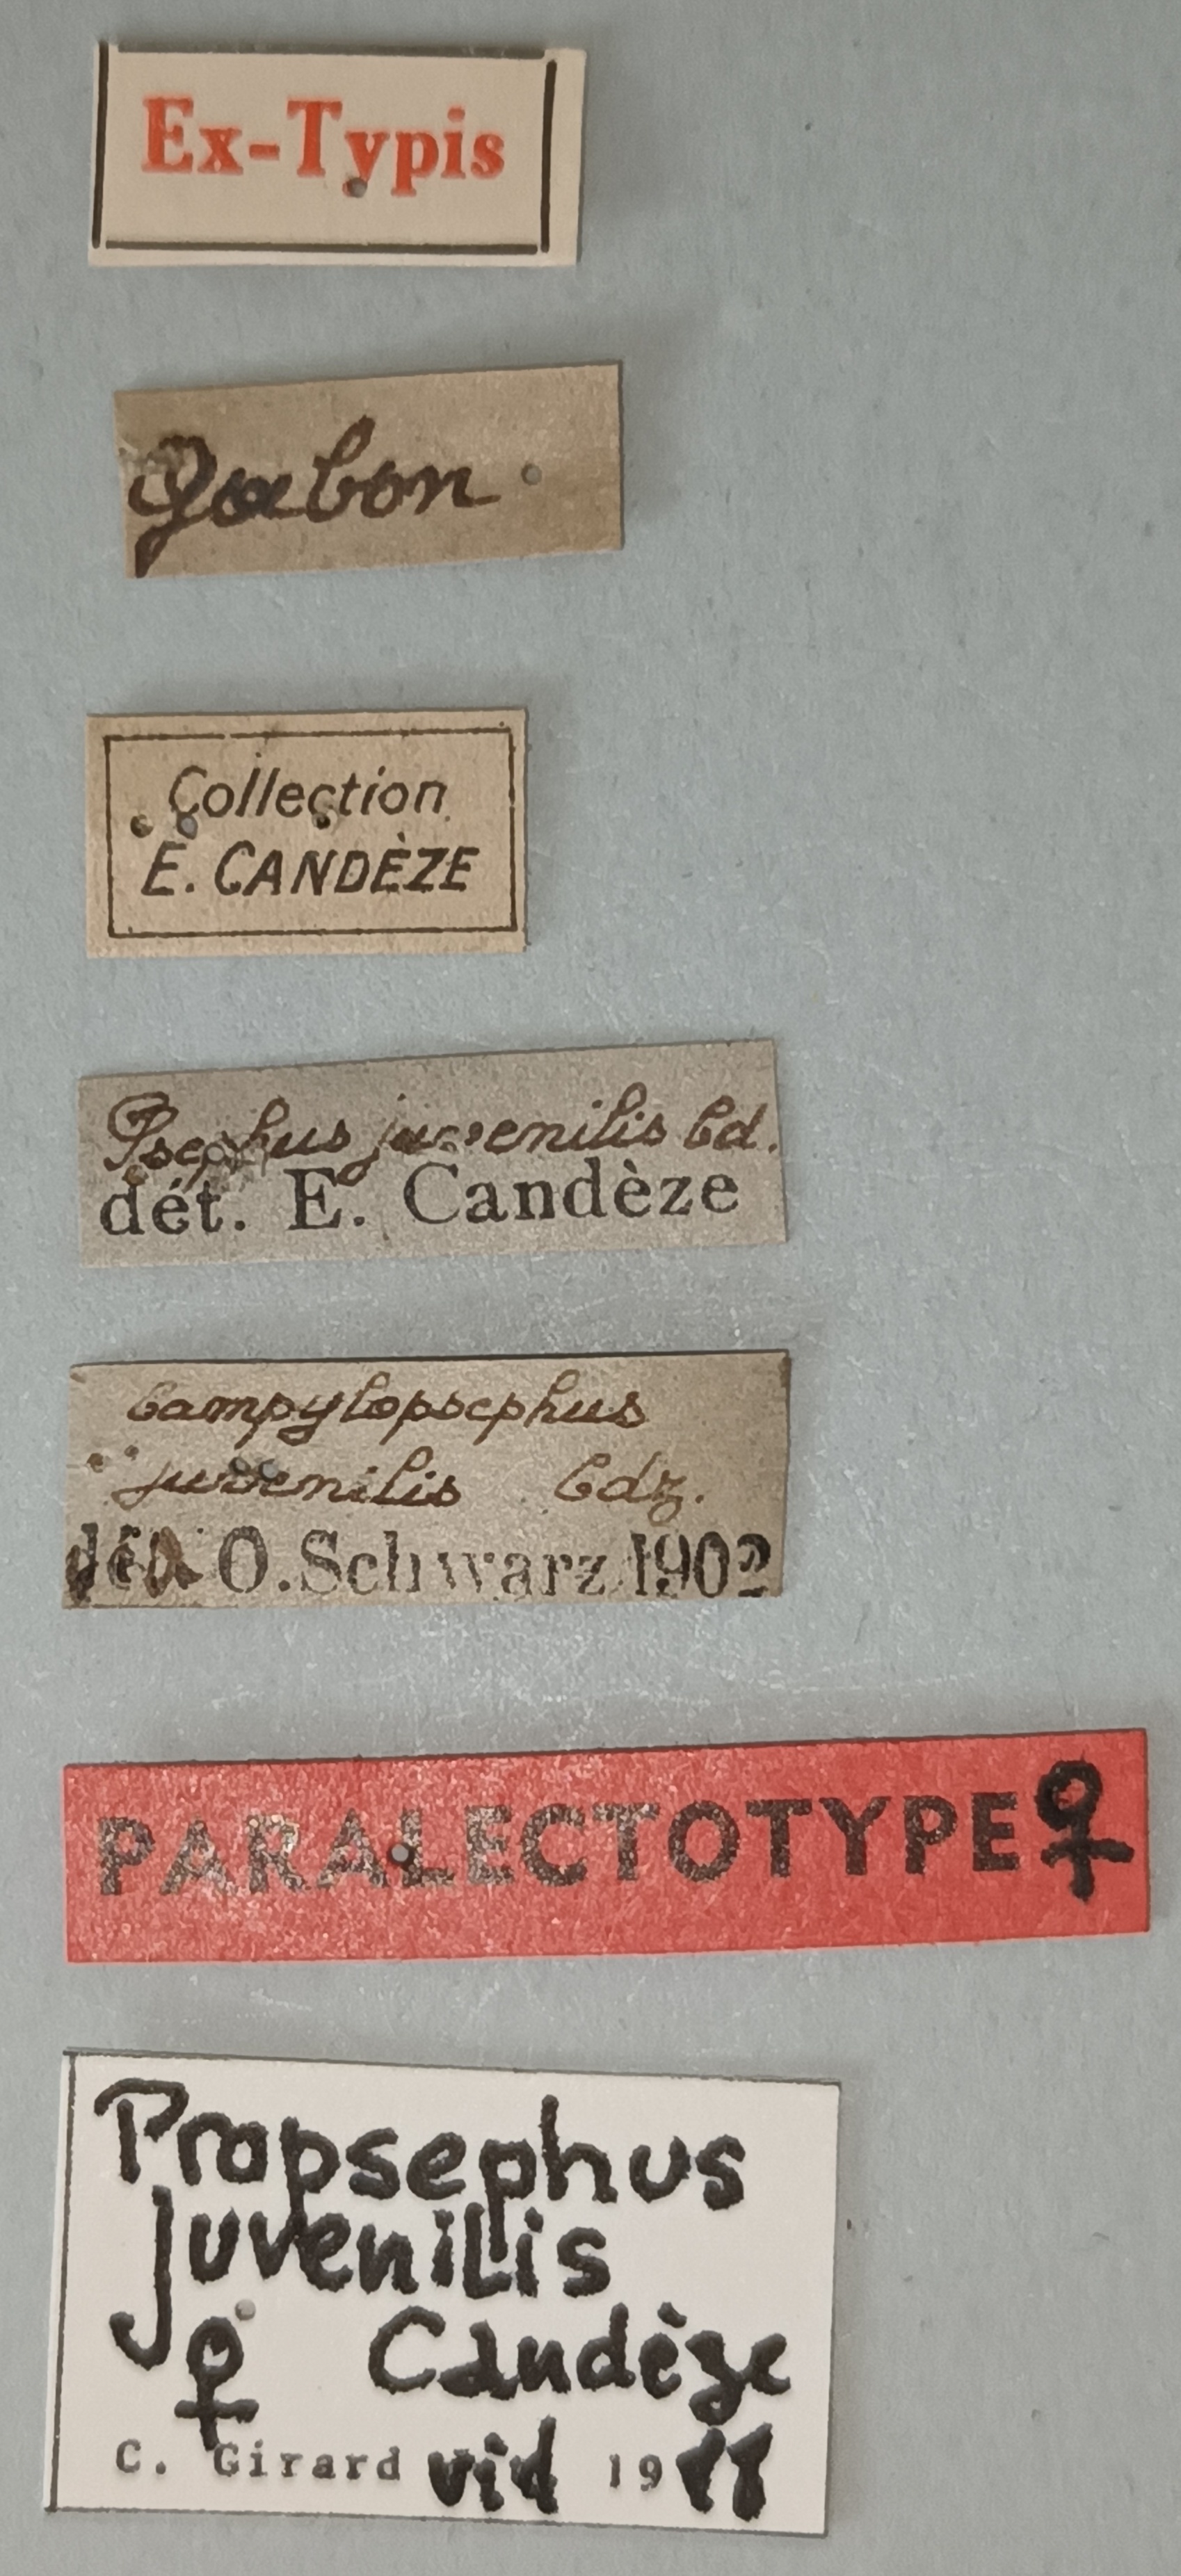 Ex-Typis
Gabon.
Collection
E. CANDÈZE
Psephus juvenilis Cd.
dét. E. Candèze
Campylopsephus
juvenilis Cdz.
dét. O. Schwarz 1902
PARALECTOTYPE ♀
Propsephus
juvenilis
♀ Candèze
C. Girard vid 19